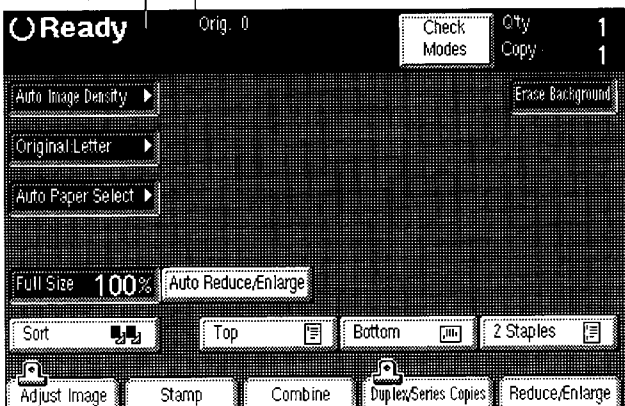 Ready Orig. 0 Check Modes Q'ty 1
Copy 1
Auto Image Density Erase Background
Original:Letter
Auto Paper Select
Full Size 100% Auto Reduce/Enlarge
Sort Top Bottom 2 Staples
Adjust Image Stamp Combine Duplex/Series Copies Reduce/Enlarge